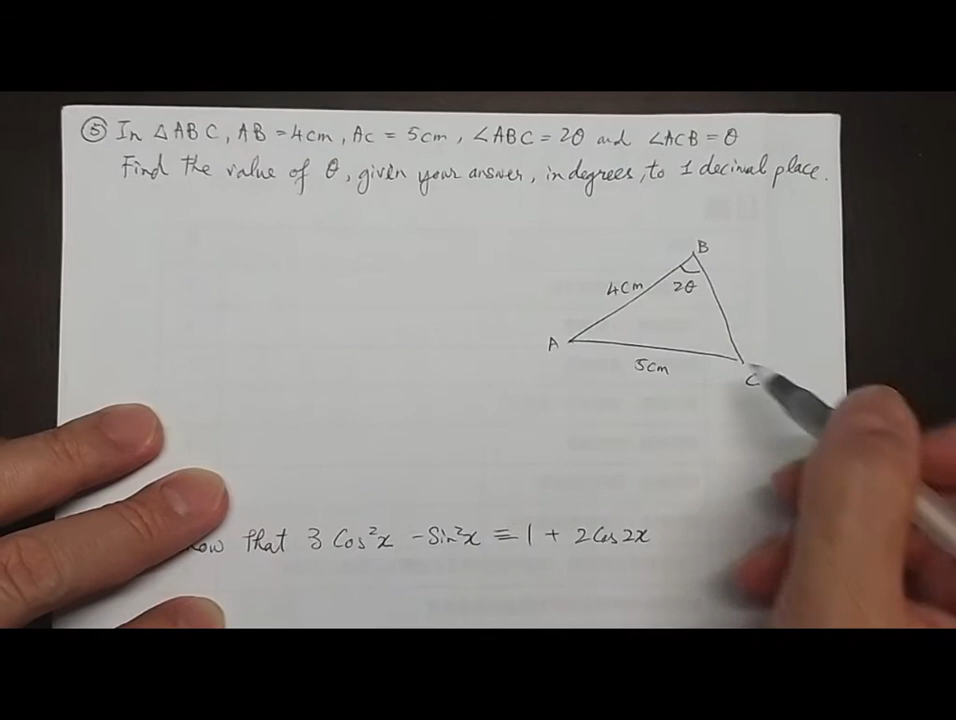 ⑤ In △ABC, AB = 4cm, AC = 5cm, ∠ABC = 2θ and ∠ACB = θ
Find the value of θ, given your answer, in degrees, to 1 decimal place.
B
4cm 2θ
A
5cm
C
that 3 Cos²x - Sin²x ≡ 1 + 2Cos2x